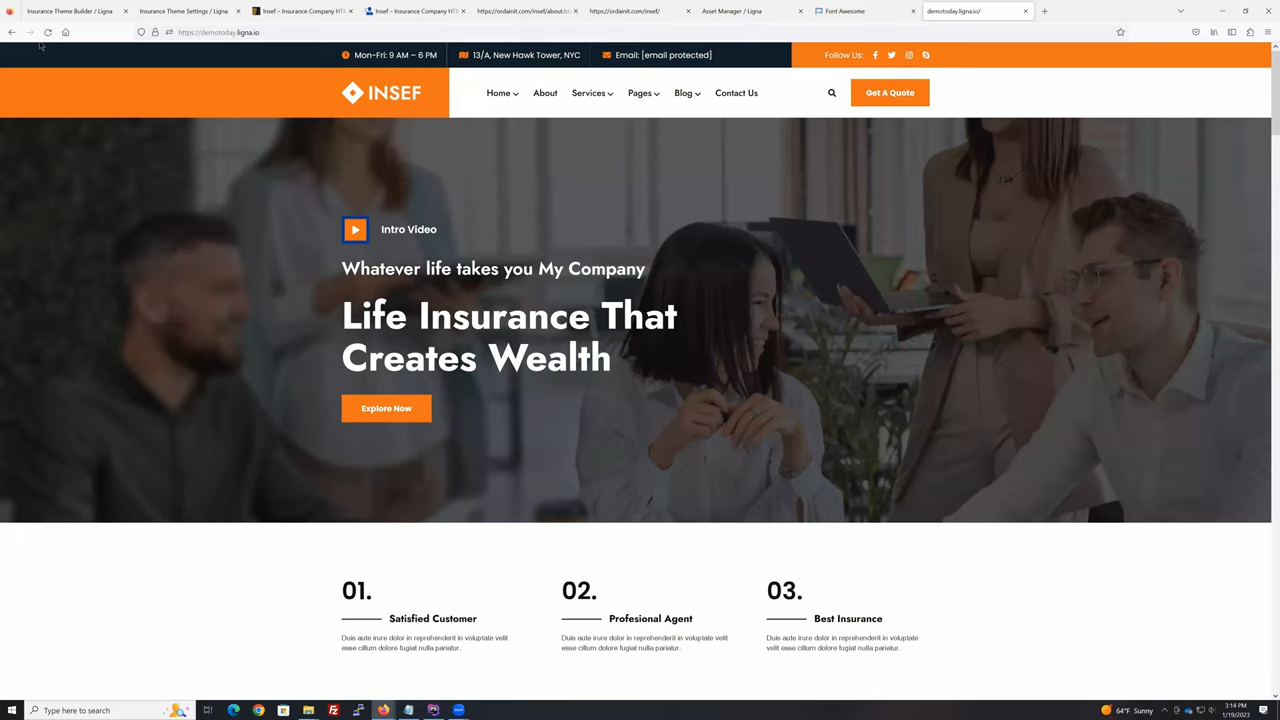 Insurance Theme Builder / Ligna
Insurance Theme Settings / Ligna
Insef – Insurance Company HTM
Insef – Insurance Company HTM
https://ordainit.com/insef/about.ht
https://ordainit.com/insef/
Asset Manager / Ligna
Font Awesome
demotoday.ligna.io/
https://demotoday.ligna.io
Mon-Fri: 9 AM – 6 PM
13/A, New Hawk Tower, NYC
Email: [email protected]
Follow Us:
INSEF
Home
About
Services
Pages
Blog
Contact Us
Get A Quote
Intro Video
Whatever life takes you My Company
Life Insurance That
Creates Wealth
Explore Now
01.
Satisfied Customer
Duis aute irure dolor in reprehenderit in voluptate velit
esse cillum dolore fugiat nulla pariatur.
02.
Profesional Agent
Duis aute irure dolor in reprehenderit in voluptate velit
esse cillum dolore fugiat nulla pariatur.
03.
Best Insurance
Duis aute irure dolor in reprehenderit in voluptate
velit esse cillum dolore fugiat nulla pariatur.
Type here to search
64°F Sunny
3:14 PM
1/19/2023